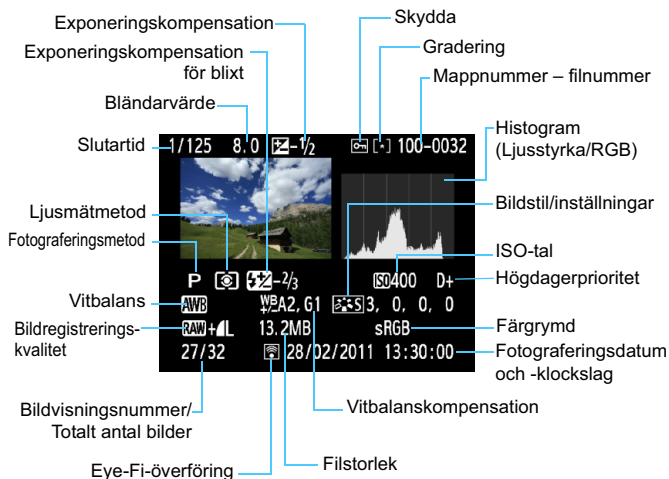 Exponeringskompensation
Skydda
Exponeringskompensation
för blixt
Gradering
Mappnummer – filnummer
Bländarvärde
Slutartid
1/125 8.0 -1/2 [★] 100-0032
Histogram
(Ljusstyrka/RGB)
Ljusmätmetod
Bildstil/inställningar
Fotograferingsmetod
ISO-tal
P -2/3 ISO400 D+
Högdagerprioritet
Vitbalans
AWB WB+/-A2, G1 S 3, 0, 0, 0
Bildregistrerings-
kvalitet
RAW+L 13.2MB sRGB
Färgrymd
27/32 28/02/2011 13:30:00
Fotograferingsdatum
och -klockslag
Bildvisningsnummer/
Totalt antal bilder
Vitbalanskompensation
Eye-Fi-överföring
Filstorlek